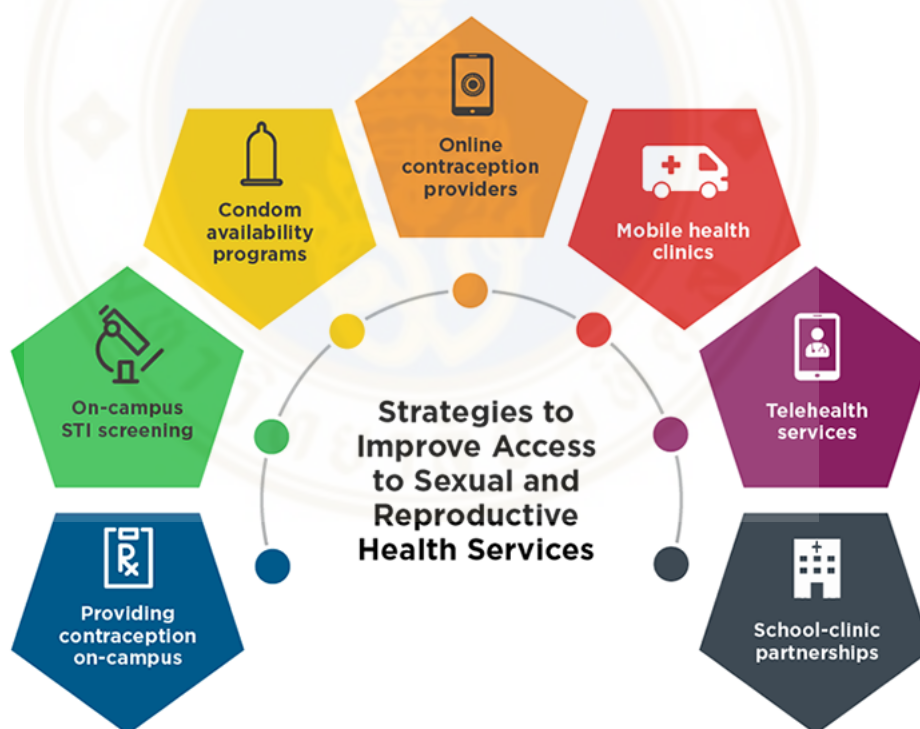 Online
contraception
providers
Condom
availability
programs
Mobile health
clinics
On-campus
STI screening
Telehealth
services
Strategies to
Improve Access
to Sexual and
Reproductive
Health Services
Rx
Providing
contraception
on-campus
School-clinic
partnerships